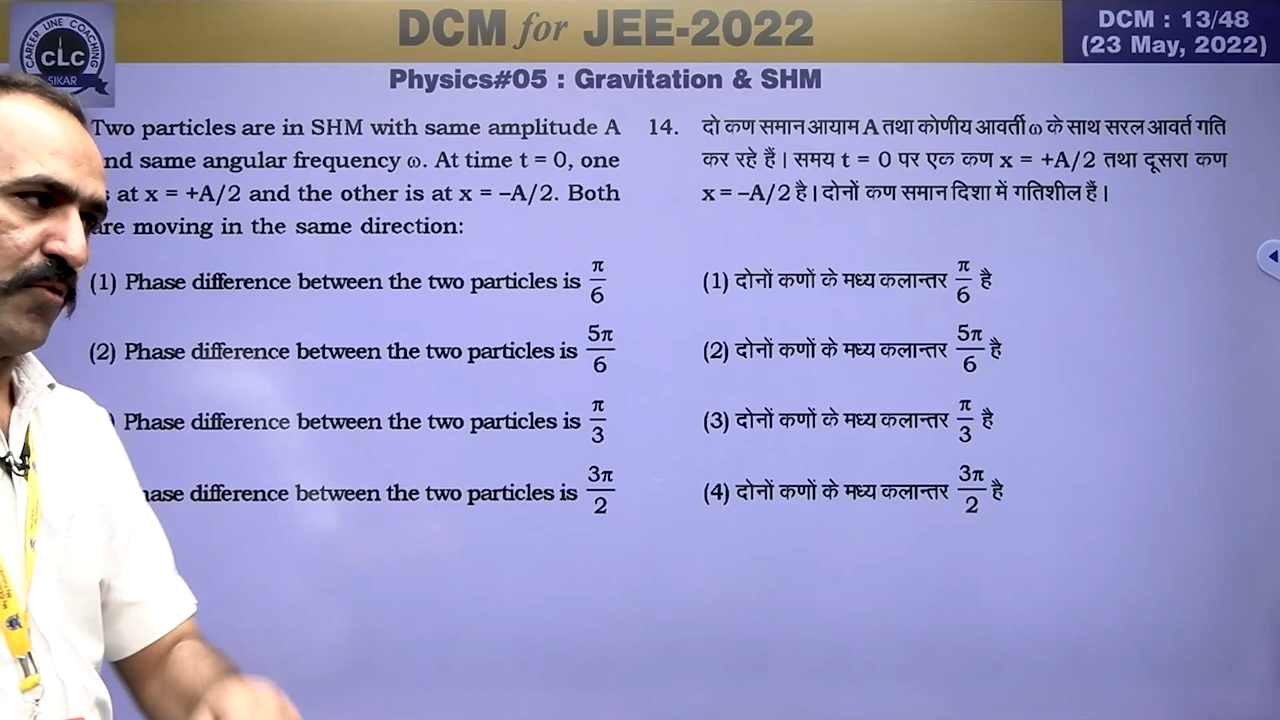 CAREER LINE COACHING
CLC
SIKAR
DCM for JEE-2022
DCM : 13/48
(23 May, 2022)
Physics#05 : Gravitation & SHM
Two particles are in SHM with same amplitude A
nd same angular frequency ω. At time t = 0, one
s at x = +A/2 and the other is at x = –A/2. Both
are moving in the same direction:
(1) Phase difference between the two particles is π/6
(2) Phase difference between the two particles is 5π/6
) Phase difference between the two particles is π/3
hase difference between the two particles is 3π/2
14. दो कण समान आयाम A तथा कोणीय आवर्ती ω के साथ सरल आवर्त गति
कर रहे हैं। समय t = 0 पर एक कण x = +A/2 तथा दूसरा कण
x = –A/2 है। दोनों कण समान दिशा में गतिशील हैं।
(1) दोनों कणों के मध्य कलान्तर π/6 है
(2) दोनों कणों के मध्य कलान्तर 5π/6 है
(3) दोनों कणों के मध्य कलान्तर π/3 है
(4) दोनों कणों के मध्य कलान्तर 3π/2 है